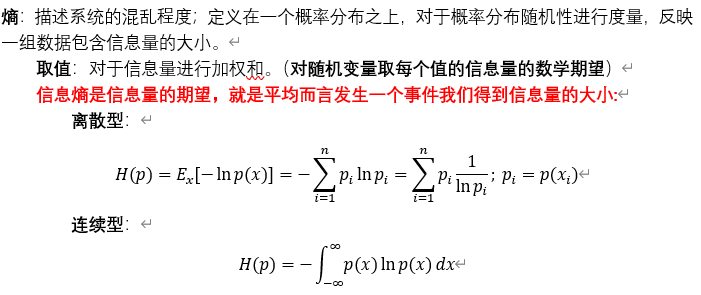 熵：描述系统的混乱程度；定义在一个概率分布之上，对于概率分布随机性进行度量，反映
一组数据包含信息量的大小。
取值：对于信息量进行加权和。（对随机变量取每个值的信息量的数学期望）
信息熵是信息量的期望，就是平均而言发生一个事件我们得到信息量的大小:
离散型：
H(p) = E_x[−ln p(x)] = −∑_{i=1}^{n} p_i ln p_i = ∑_{i=1}^{n} p_i \frac{1}{ln p_i}; p_i = p(x_i)
连续型：
H(p) = −∫_{−∞}^{∞} p(x) ln p(x) dx